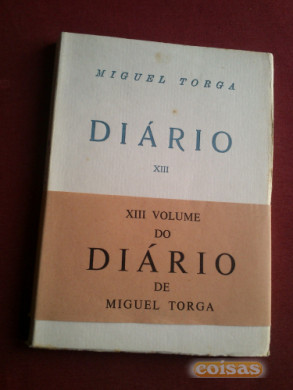 MIGUEL TORGA
DIÁRIO
XIII
XIII VOLUME
DO
DIÁRIO
DE
MIGUEL TORGA
coisas